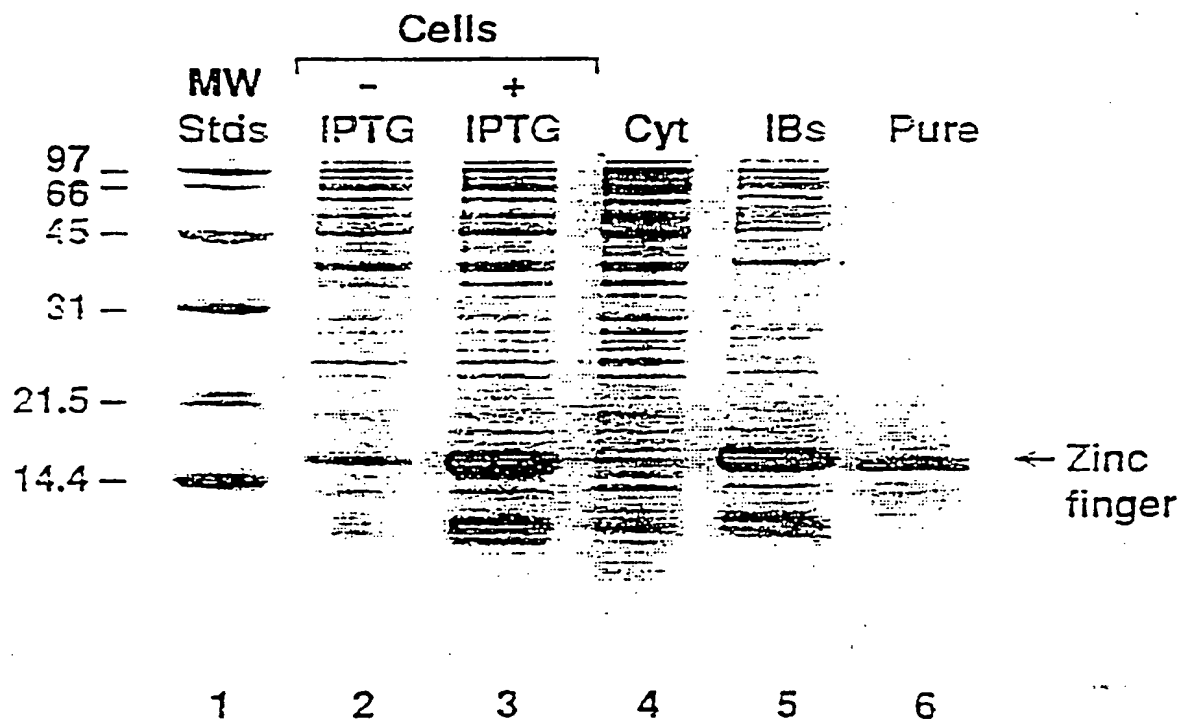 Cells
MW - +
Stds IPTG IPTG Cyt IBs Pure
97 –
66 –
45 –
31 –
21.5 –
14.4 –
← Zinc
finger
1 2 3 4 5 6